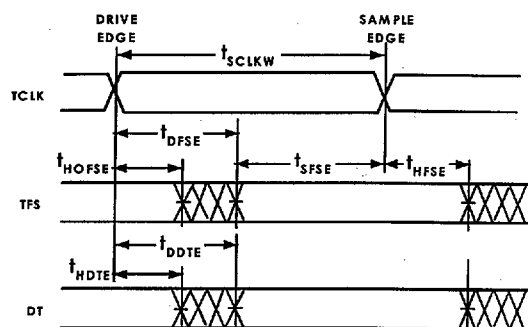 DRIVE EDGE
SAMPLE EDGE
tSCLKW
TCLK
tDFSE
tHOFSE
tSFSE
tHFSE
TFS
tDDTE
tHDTE
DT